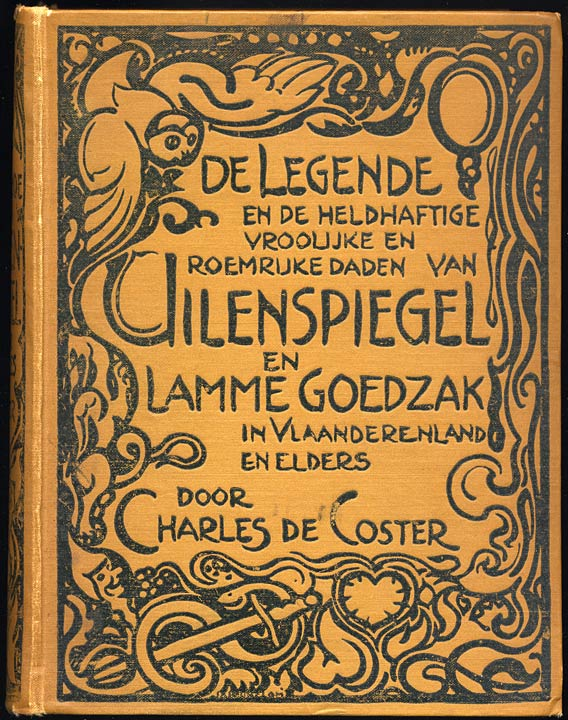 DE LEGENDE
EN DE HELDHAFTIGE
VROOLIJKE EN
ROEMRIJKE DADEN VAN
UILENSPIEGEL
EN
LAMME GOEDZAK
IN VLAANDERENLAND
EN ELDERS
DOOR
CHARLES DE COSTER